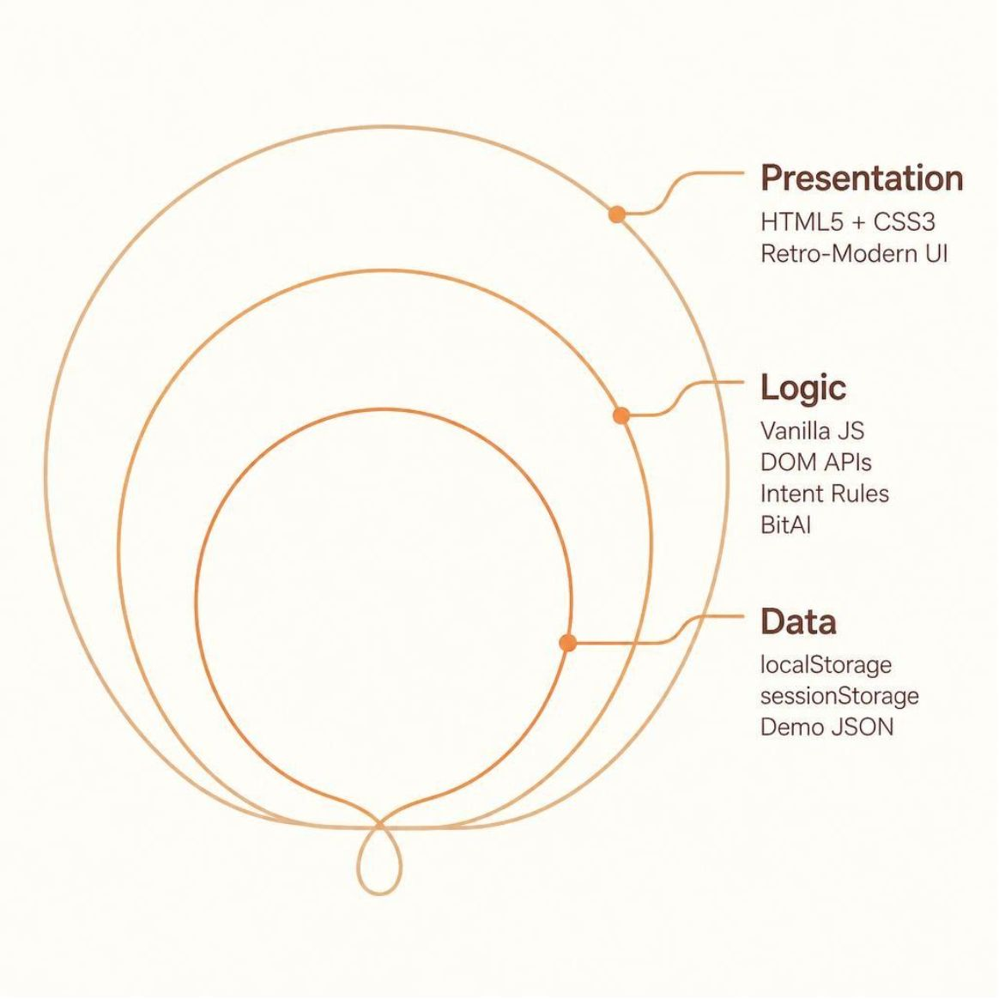 Presentation
HTML5 + CSS3
Retro-Modern UI
Logic
Vanilla JS
DOM APIs
Intent Rules
BitAI
Data
localStorage
sessionStorage
Demo JSON